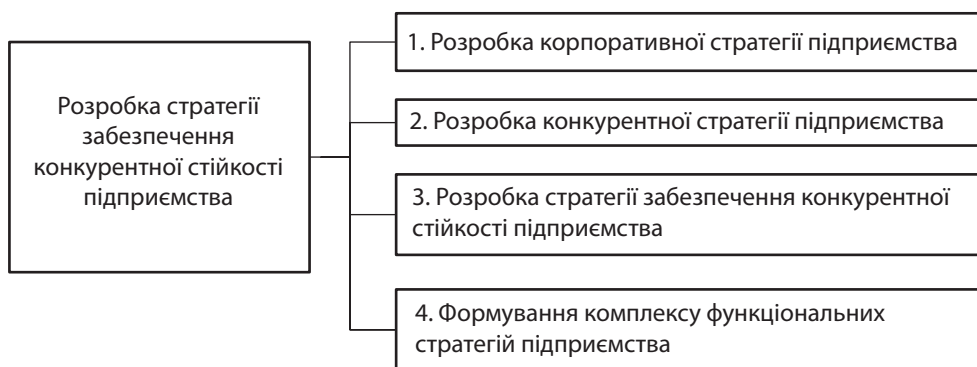 Розробка стратегії
забезпечення
конкурентної стійкості
підприємства
1. Розробка корпоративної стратегії підприємства
2. Розробка конкурентної стратегії підприємства
3. Розробка стратегії забезпечення конкурентної
стійкості підприємства
4. Формування комплексу функціональних
стратегій підприємства